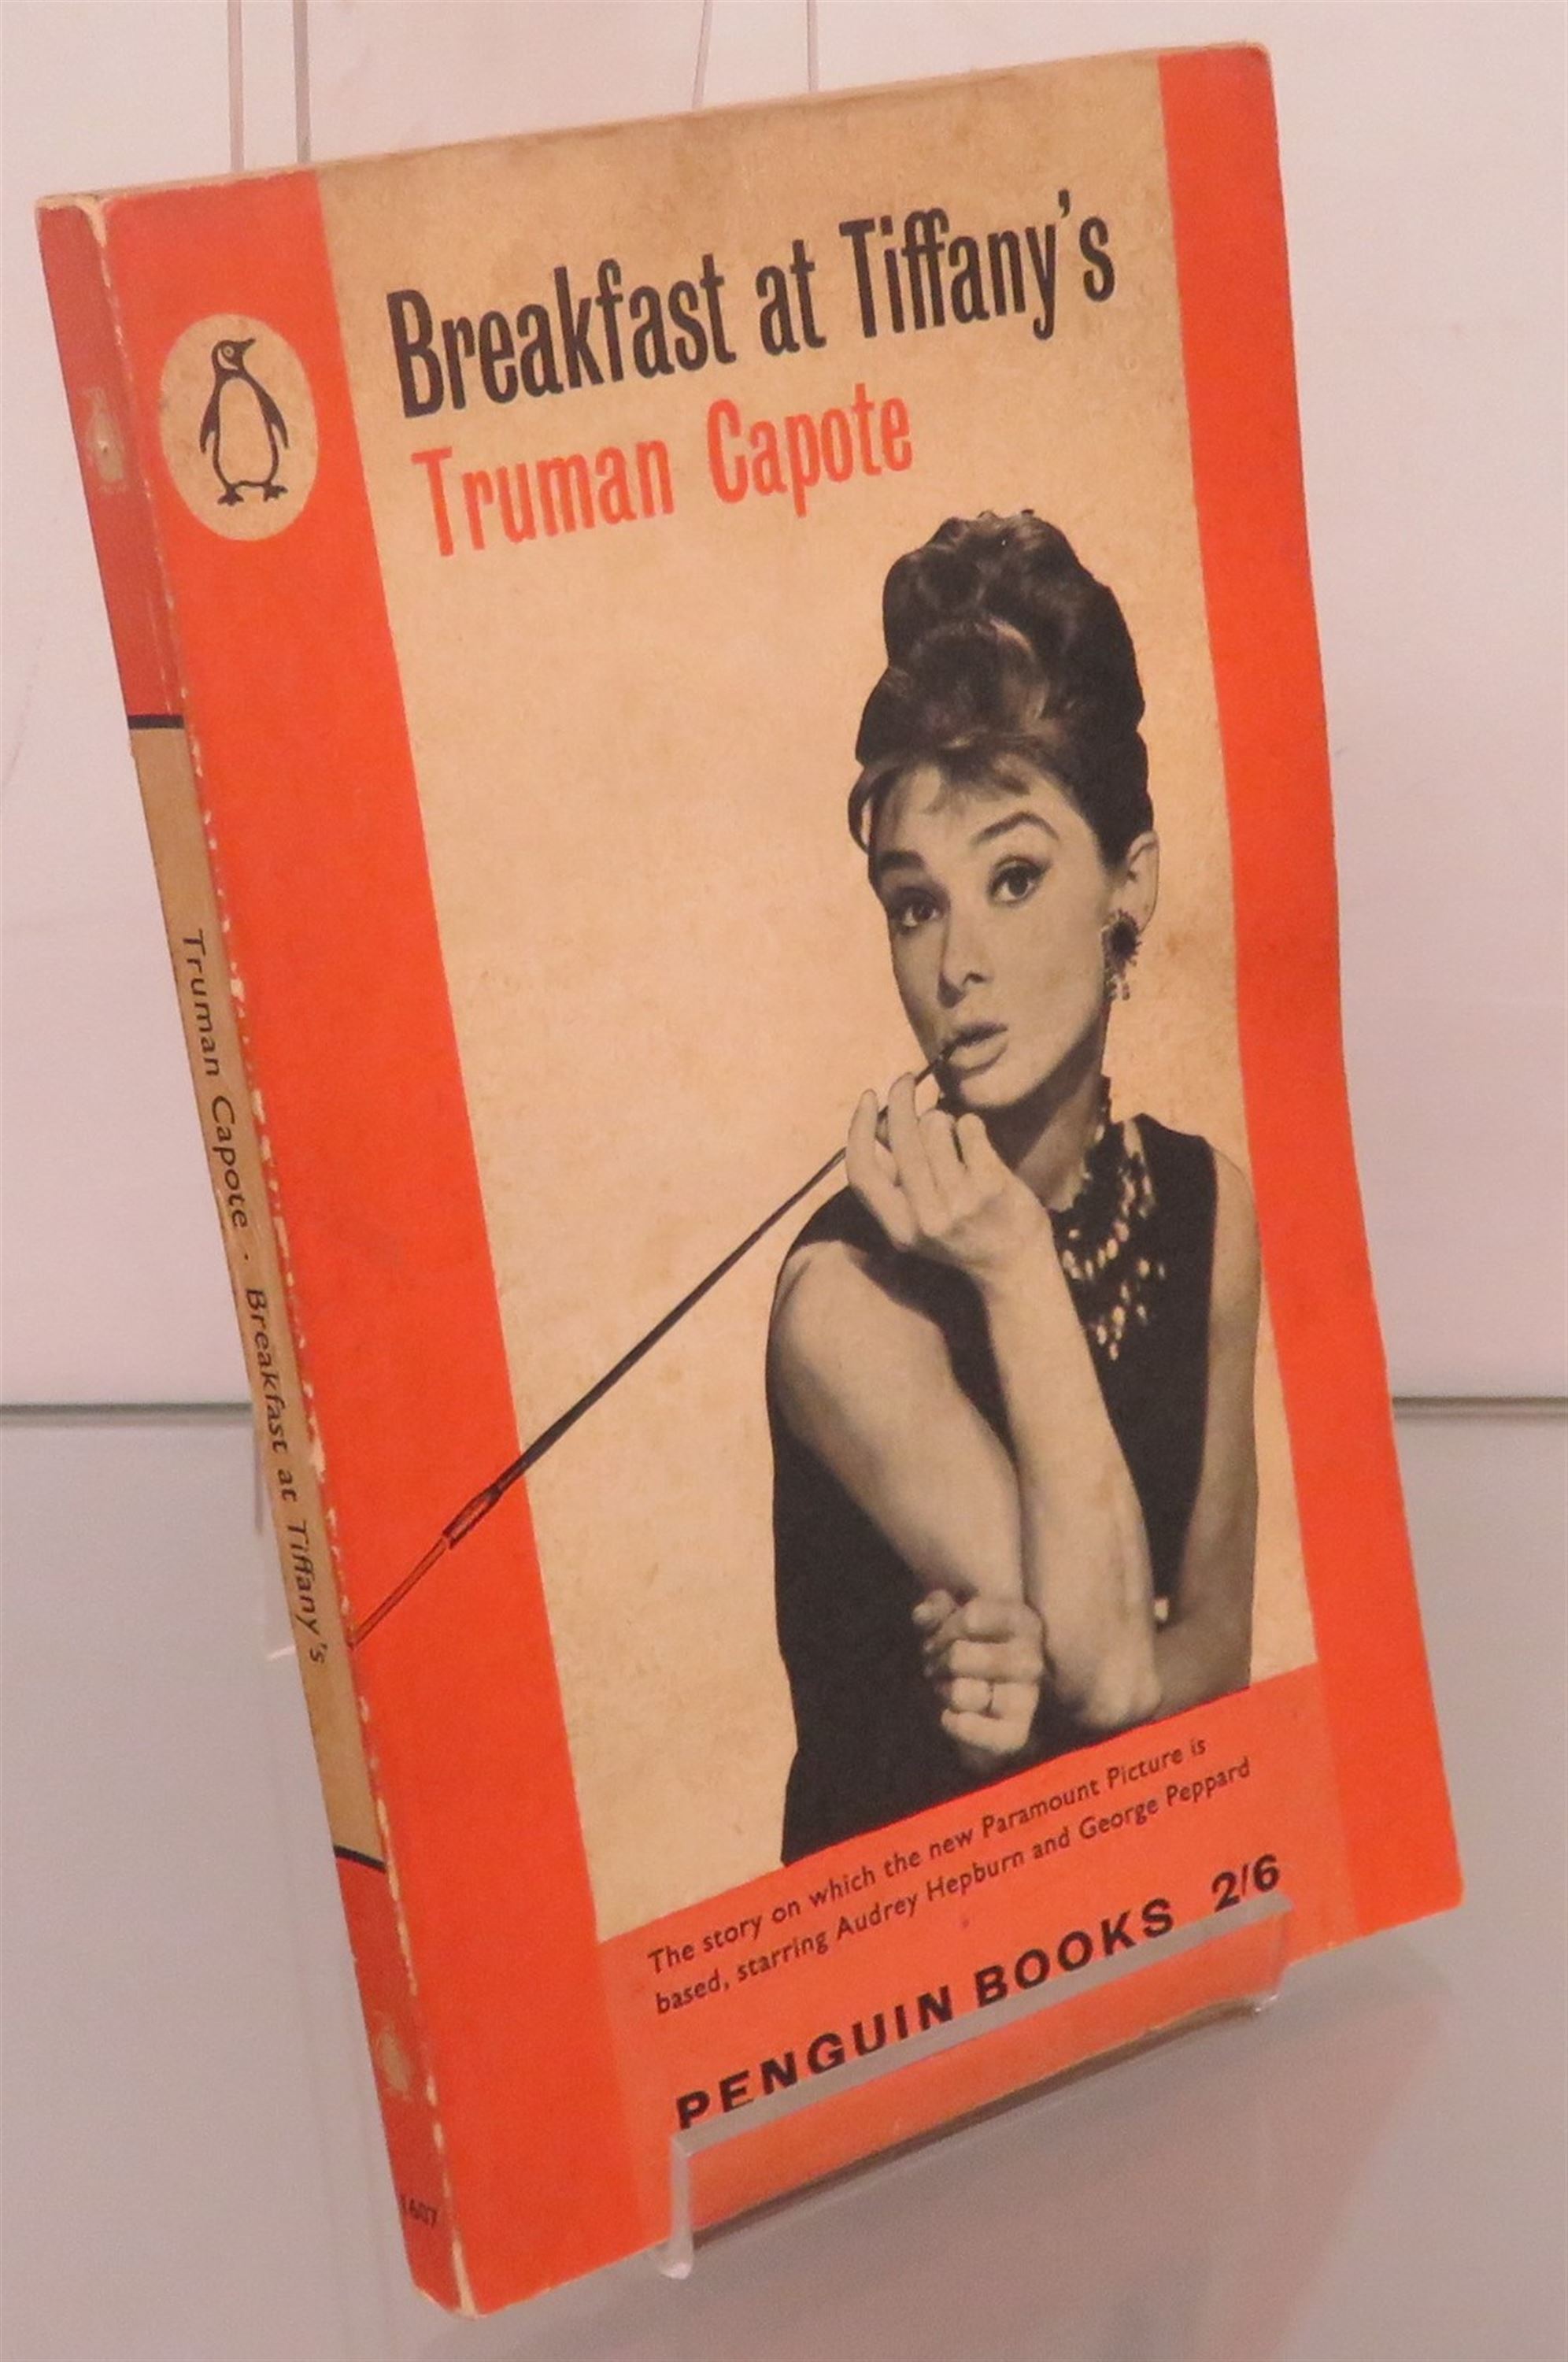 Breakfast at Tiffany's
Truman Capote
The story on which the new Paramount Picture is
based, starring Audrey Hepburn and George Peppard
PENGUIN BOOKS 2/6
Truman Capote · Breakfast at Tiffany's
1607